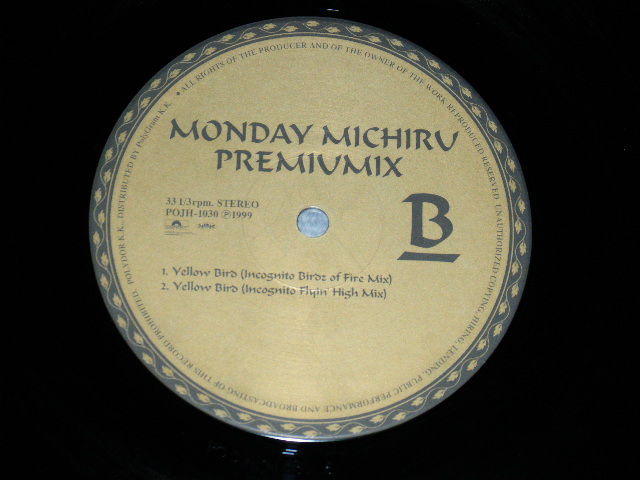 MONDAY MICHIRU
PREMIUMIX
33 1/3rpm. STEREO
POJH-1030 Ⓟ1999
B
1. Yellow Bird (Incognito Birdz of Fire Mix)
2. Yellow Bird (Incognito Flyin' High Mix)
• ALL RIGHTS OF THE PRODUCER AND OF THE OWNER OF THE WORK REPRODUCED RESERVED. UNAUTHORIZED COPYING, HIRING, LENDING, PUBLIC PERFORMANCE AND BROADCASTING OF THIS RECORD PROHIBITED. POLYDOR K.K., DISTRIBUTED BY PolyGram K.K.